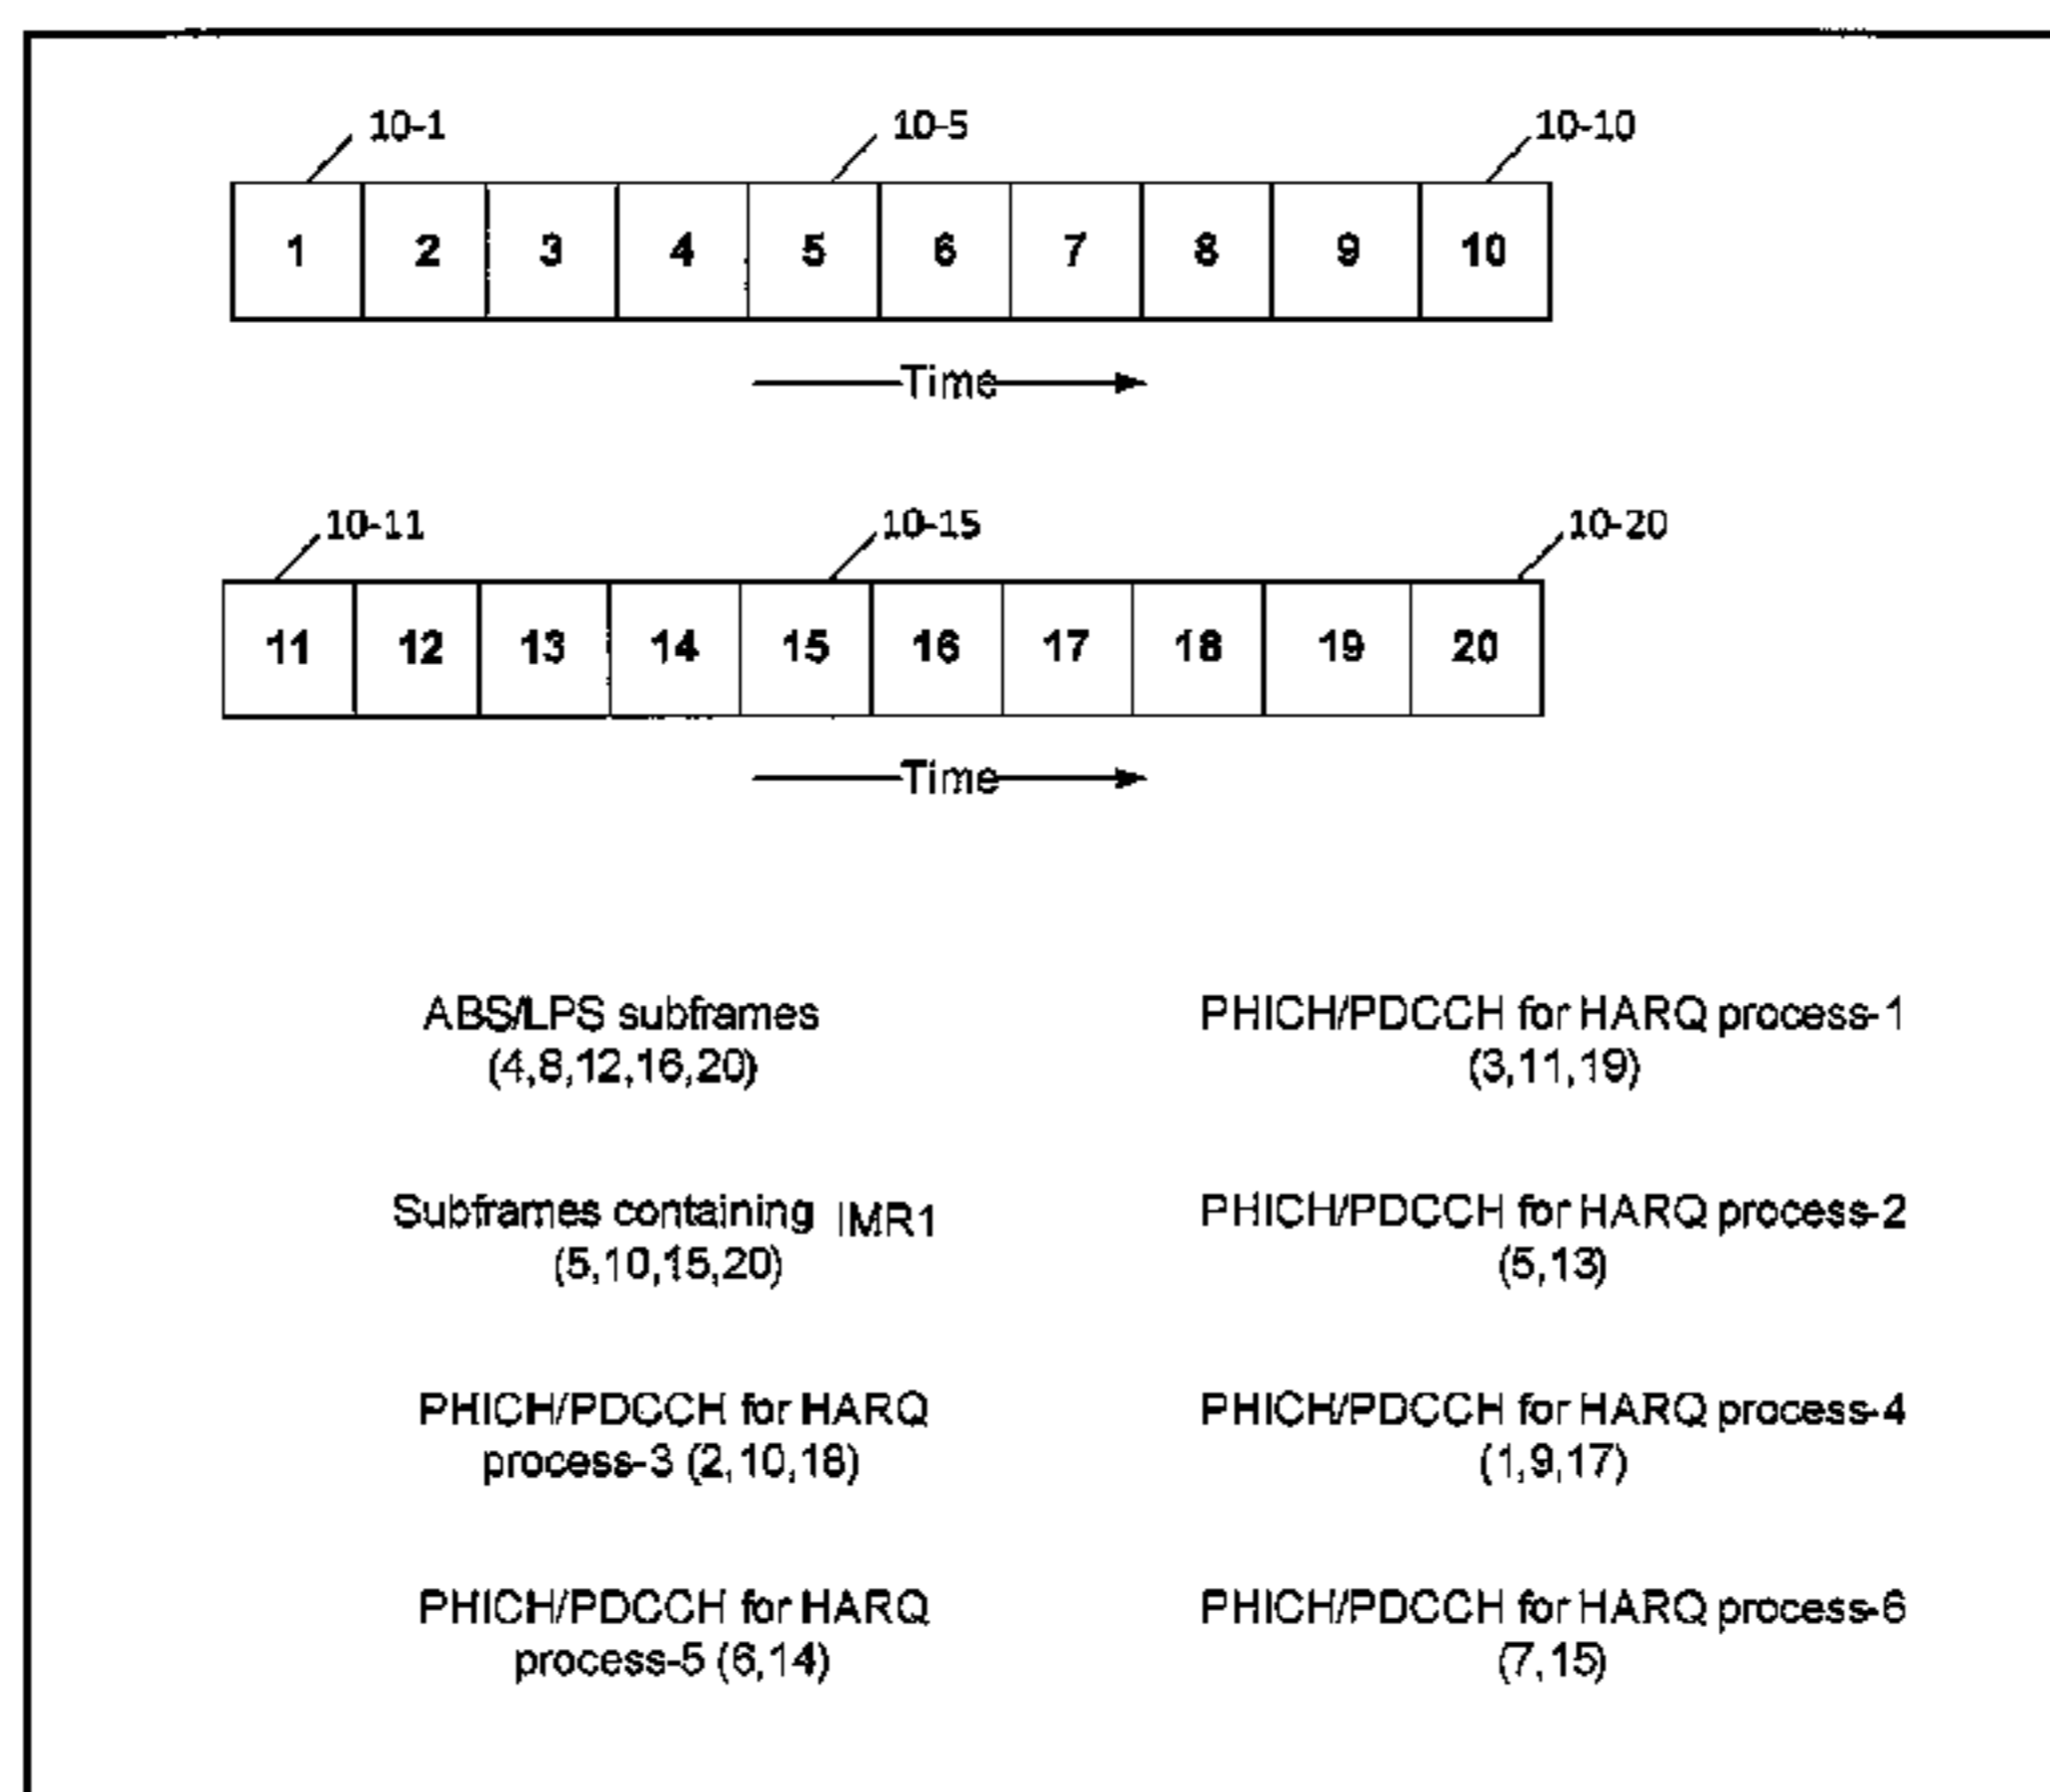 10-1 10-5 10-10
1 2 3 4 5 6 7 8 9 10
Time
10-11 10-15 10-20
11 12 13 14 15 16 17 18 19 20
Time
ABS/LPS subframes
(4,8,12,16,20)
PHICH/PDCCH for HARQ process-1
(3,11,19)
Subframes containing IMR1
(5,10,15,20)
PHICH/PDCCH for HARQ process-2
(5,13)
PHICH/PDCCH for HARQ
process-3 (2,10,18)
PHICH/PDCCH for HARQ process-4
(1,9,17)
PHICH/PDCCH for HARQ
process-5 (6,14)
PHICH/PDCCH for HARQ process-6
(7,15)